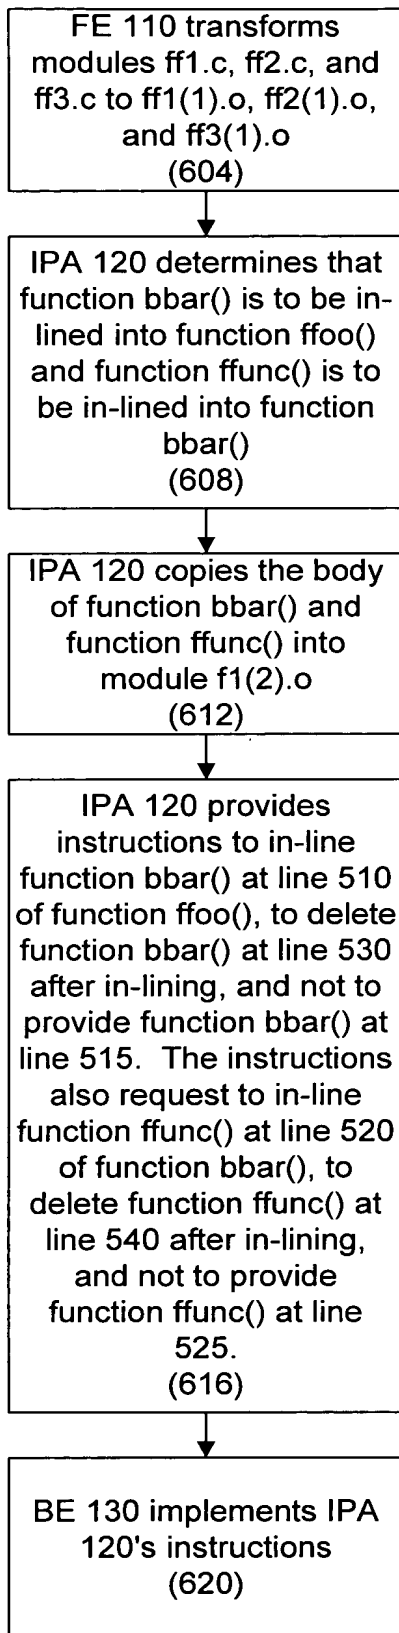 FE 110 transforms
modules ff1.c, ff2.c, and
ff3.c to ff1(1).o, ff2(1).o,
and ff3(1).o
(604)
IPA 120 determines that
function bbar() is to be in-
lined into function ffoo()
and function ffunc() is to
be in-lined into function
bbar()
(608)
IPA 120 copies the body
of function bbar() and
function ffunc() into
module f1(2).o
(612)
IPA 120 provides
instructions to in-line
function bbar() at line 510
of function ffoo(), to delete
function bbar() at line 530
after in-lining, and not to
provide function bbar() at
line 515.  The instructions
also request to in-line
function ffunc() at line 520
of function bbar(), to
delete function ffunc() at
line 540 after in-lining,
and not to provide
function ffunc() at line
525.
(616)
BE 130 implements IPA
120's instructions
(620)